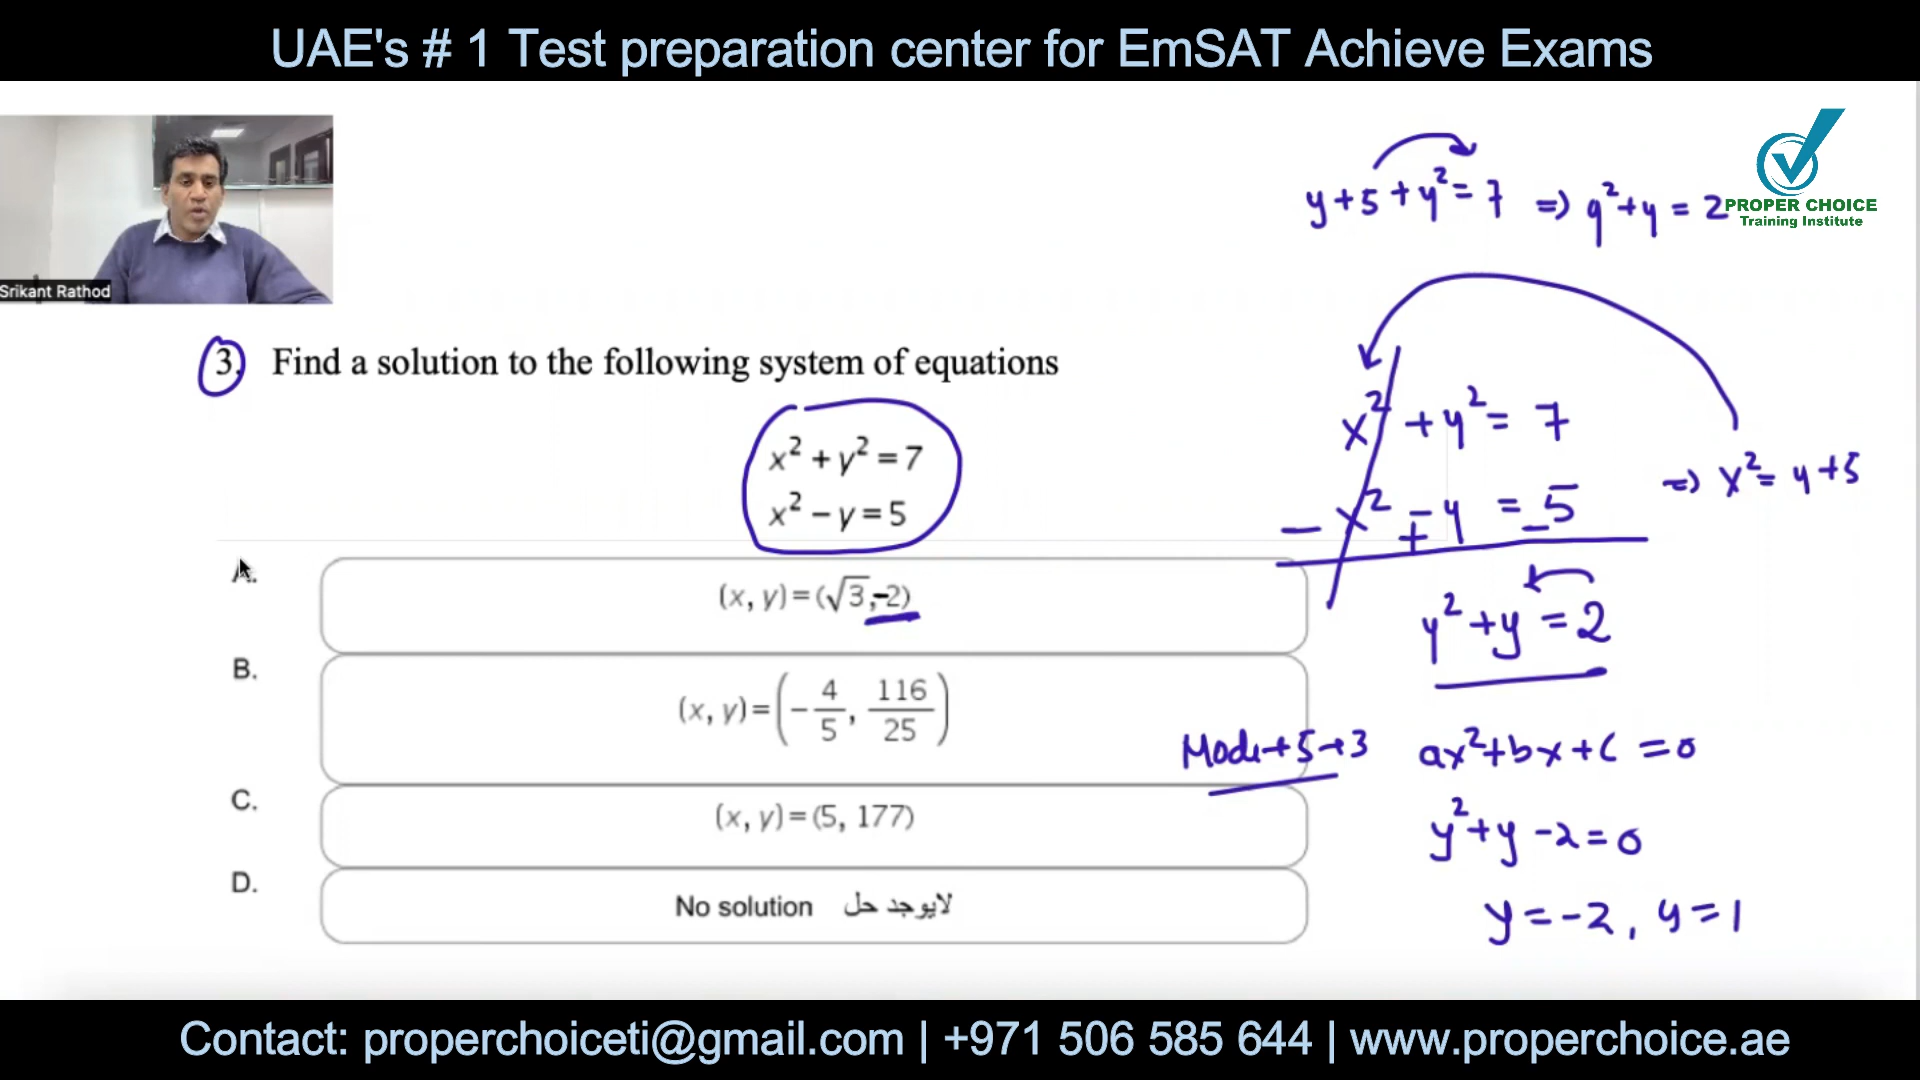 UAE's # 1 Test preparation center for EmSAT Achieve Exams
Srikant Rathod
PROPER CHOICE
Training Institute
y+5+y²=7 => y²+y=2
3. Find a solution to the following system of equations
x² + y² = 7
x² − y = 5
A. (x, y)=(√3,-2)
B. (x, y)=(-4/5, 116/25)
C. (x, y)=(5, 177)
D. No solution لايوجد حل
x² + y² = 7
- x² -+ y = - 5 => x² = y+5
y² + y = 2
Mode+5+3 ax²+bx+c = 0
y²+y-2=0
y=-2, y=1
Contact: properchoiceti@gmail.com | +971 506 585 644 | www.properchoice.ae